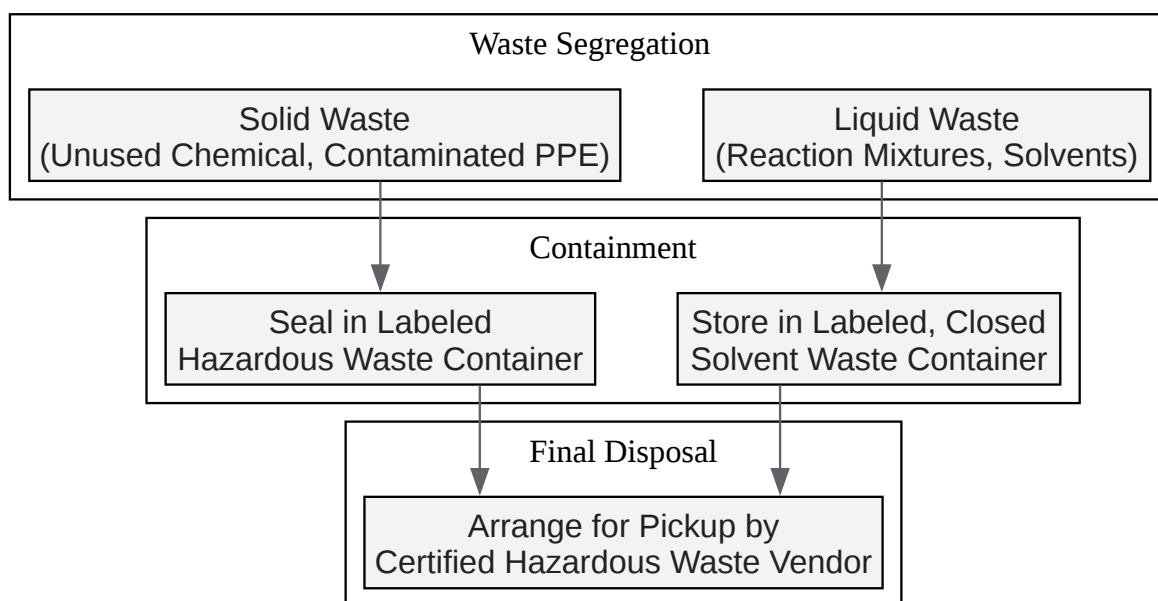 Waste Segregation
Solid Waste
(Unused Chemical, Contaminated PPE)
Liquid Waste
(Reaction Mixtures, Solvents)
Containment
Seal in Labeled
Hazardous Waste Container
Store in Labeled, Closed
Solvent Waste Container
Final Disposal
Arrange for Pickup by
Certified Hazardous Waste Vendor